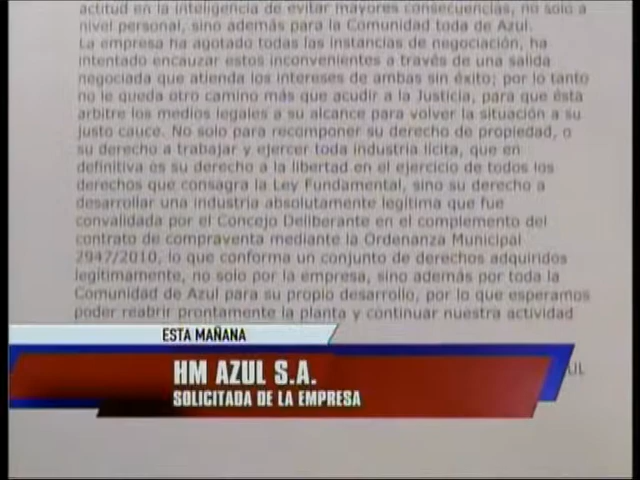 actitud en la inteligencia de evitar mayores consecuencias, no solo a
nivel personal, sino además para la Comunidad toda de Azul.
La empresa ha agotado todas las instancias de negociación, ha
intentado encauzar estos inconvenientes a través de una salida
negociada que atienda los intereses de ambas sin éxito; por lo tanto
no le queda otro camino más que acudir a la Justicia, para que ésta
arbitre los medios legales a su alcance para volver la situación a su
justo cauce. No solo para recomponer su derecho de propiedad, o
su derecho a trabajar y ejercer toda industria lícita, que en
definitiva es su derecho a la libertad en el ejercicio de todos los
derechos que consagra la Ley Fundamental, sino su derecho a
desarrollar una industria absolutamente legítima que fue
convalidada por el Concejo Deliberante en el complemento del
contrato de compraventa mediante la Ordenanza Municipal
2947/2010, lo que conforma un conjunto de derechos adquiridos
legítimamente, no solo por la empresa, sino además por toda la
Comunidad de Azul para su propio desarrollo, por lo que esperamos
poder reabrir prontamente la planta y continuar nuestra actividad
ESTA MAÑANA
HM AZUL S.A.
UL
SOLICITADA DE LA EMPRESA